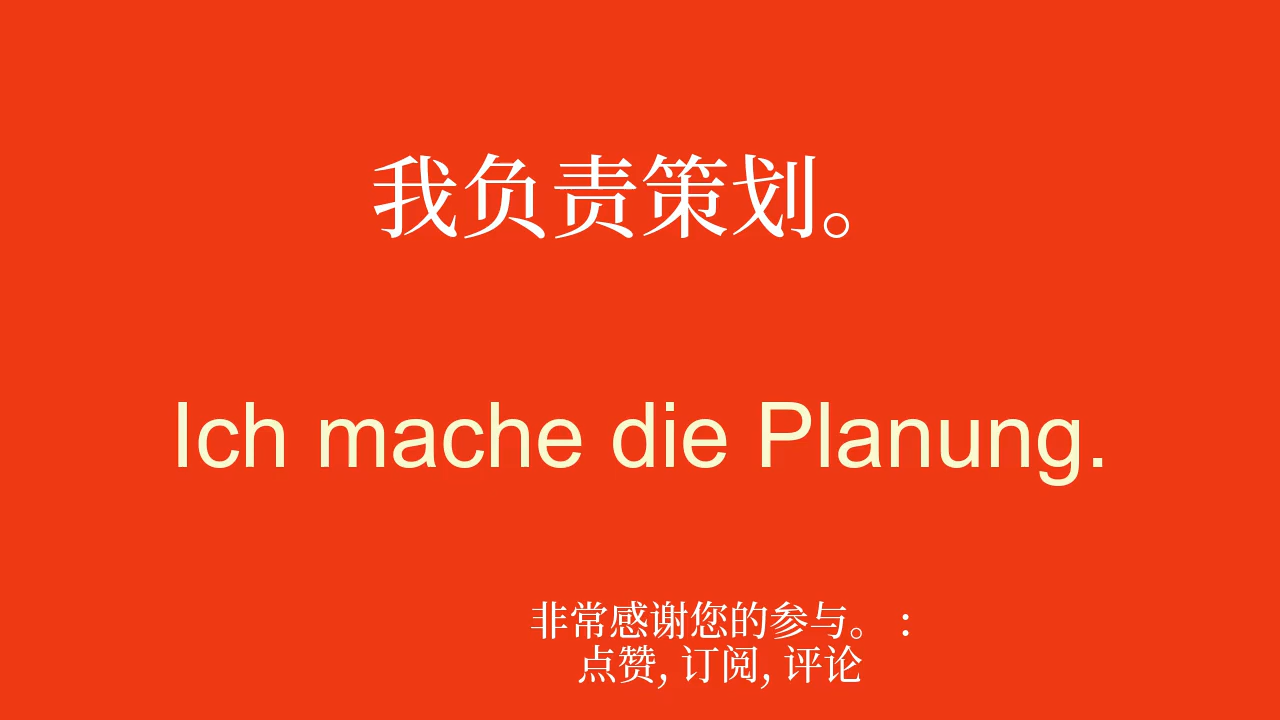 我负责策划。
Ich mache die Planung.
非常感谢您的参与。 :
点赞, 订阅, 评论